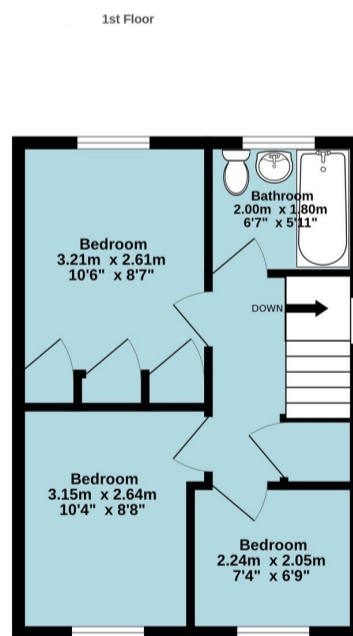 1st Floor
Bathroom
2.00m x 1.80m
6'7" x 5'11"
Bedroom
3.21m x 2.61m
10'6" x 8'7"
DOWN
Bedroom
3.15m x 2.64m
10'4" x 8'8"
Bedroom
2.24m x 2.05m
7'4" x 6'9"